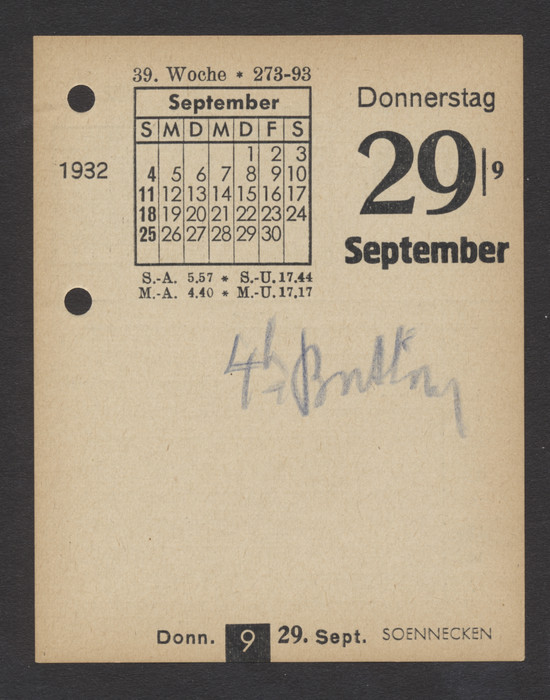 39. Woche * 273-93
September
S M D M D F S
1 2 3
4 5 6 7 8 9 10
11 12 13 14 15 16 17
18 19 20 21 22 23 24
25 26 27 28 29 30
S.-A. 5.57 * S.-U. 17.44
M.-A. 4.40 * M.-U. 17.17
1932
Donnerstag
29|9
September
4h
Donn. 9 29. Sept. SOENNECKEN